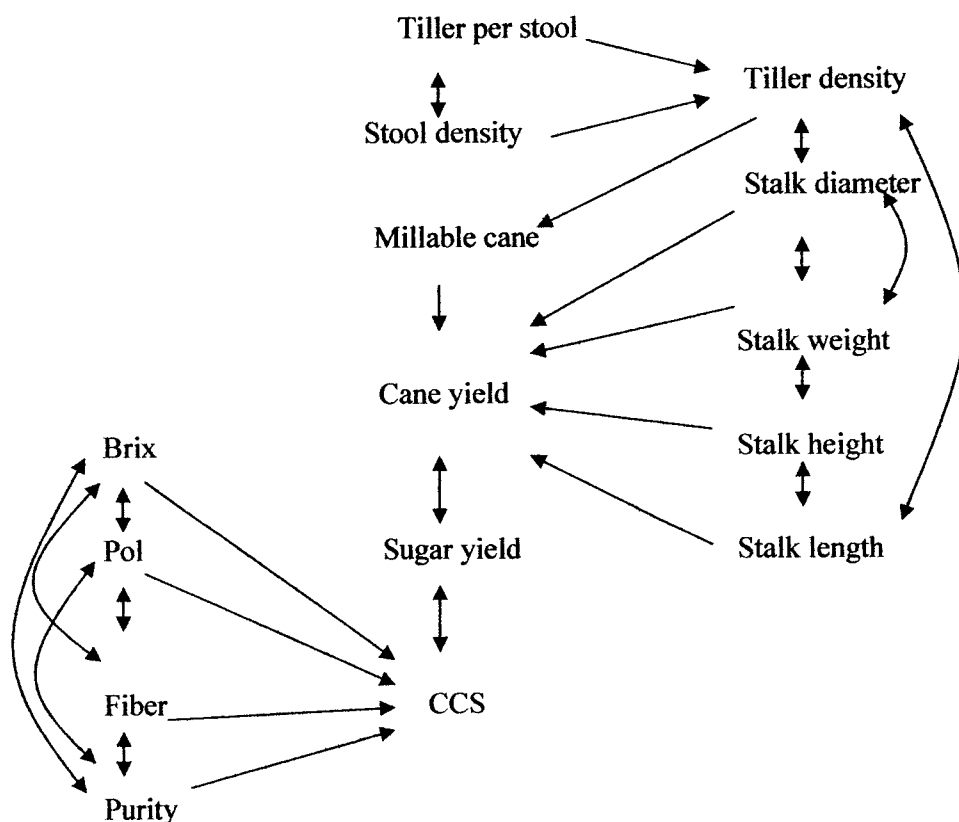 Tiller per stool
Tiller density
Stool density
Stalk diameter
Millable cane
Stalk weight
Cane yield
Stalk height
Brix
Pol
Sugar yield
Stalk length
Fiber
CCS
Purity